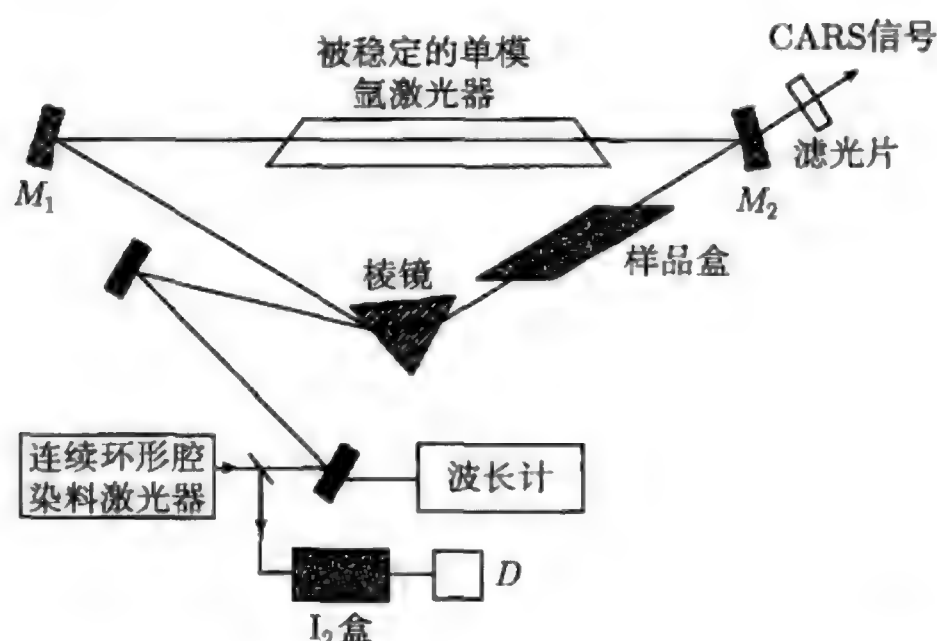 CARS信号
被稳定的单模
氩激光器
滤光片
M₁
M₂
样品盒
棱镜
连续环形腔
染料激光器
波长计
D
I₂盒